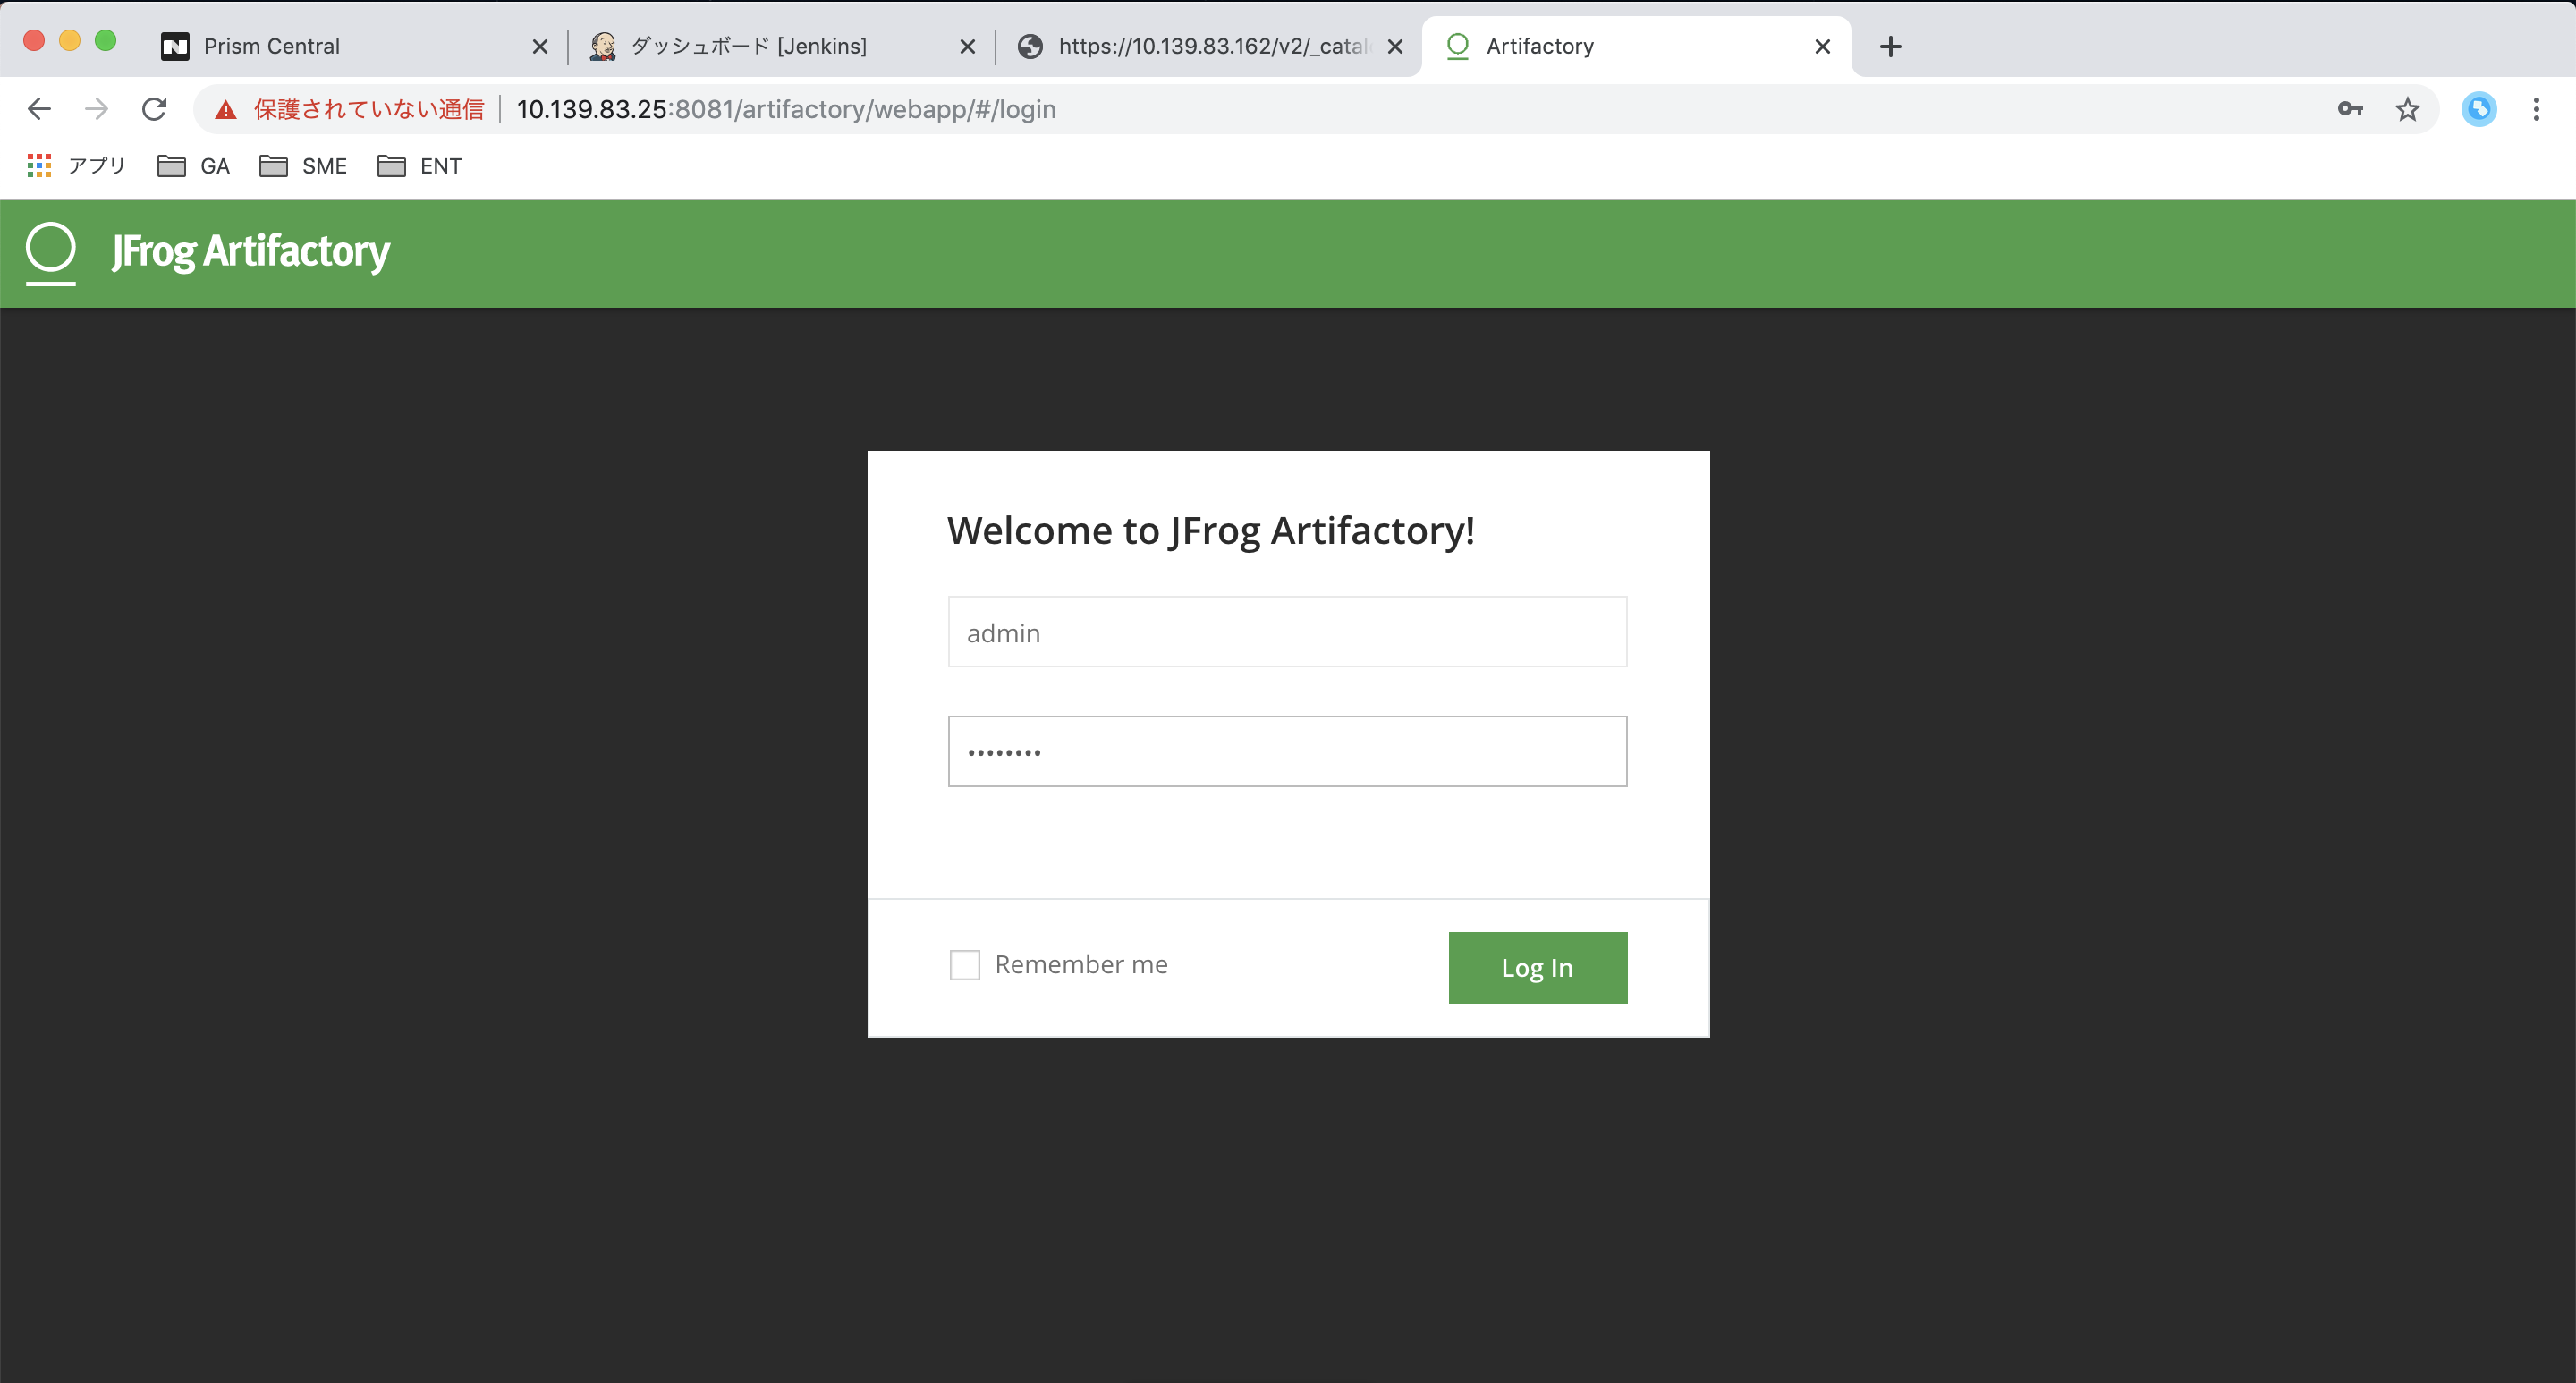 Prism Central
ダッシュボード [Jenkins]
https://10.139.83.162/v2/_catal
Artifactory
保護されていない通信
10.139.83.25:8081/artifactory/webapp/#/login
アプリ
GA
SME
ENT
JFrog Artifactory
Welcome to JFrog Artifactory!
admin
••••••••
Remember me
Log In